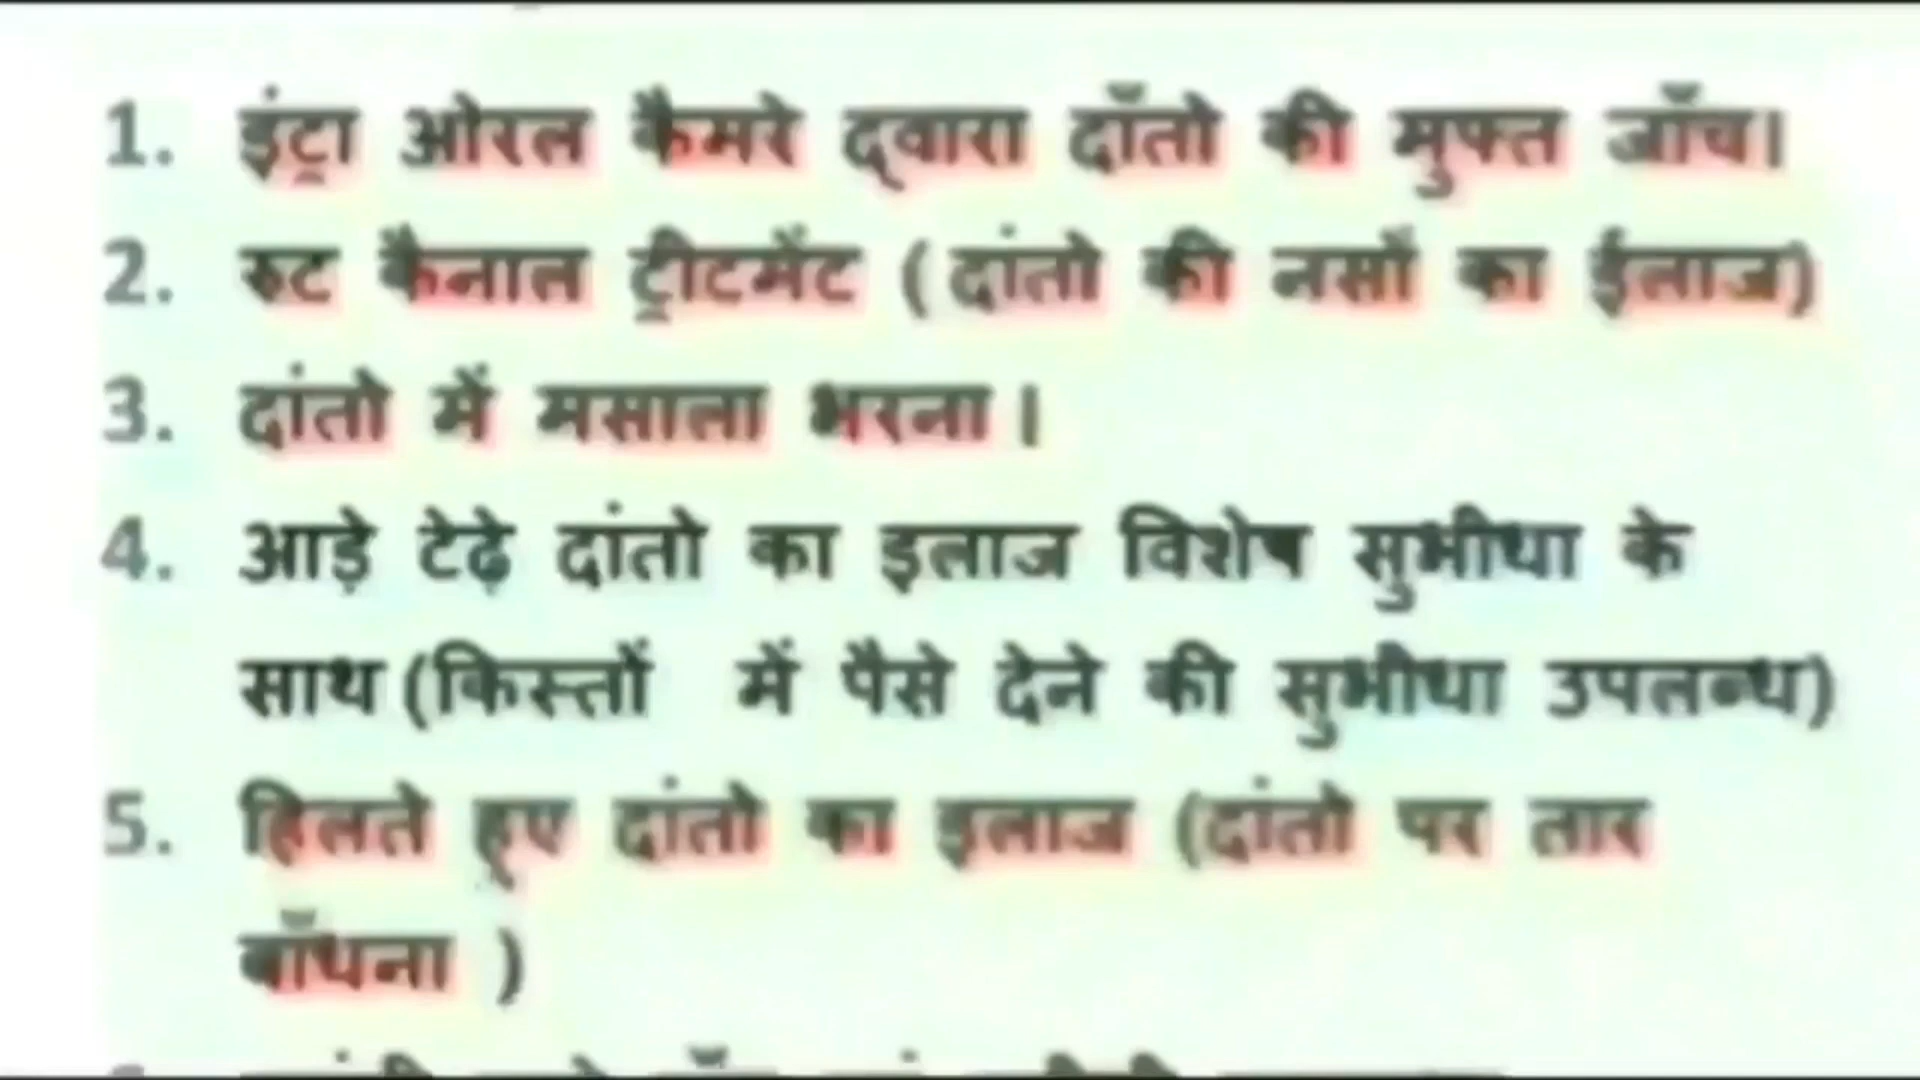 1. इंट्रा ओरल कैमरे द्वारा दाँतो की मुफ्त जाँच।
2. रुट कैनाल ट्रीटमेंट ( दांतो की नसों का ईलाज)
3. दांतो में मसाला भरना ।
4. आड़े टेढ़े दांतो का इलाज विशेष सुभीधा के
साथ (किस्तों में पैसे देने की सुभीधा उपलब्ध)
5. हिलते हुए दांतो का इलाज (दांतो पर तार
बाँधना )